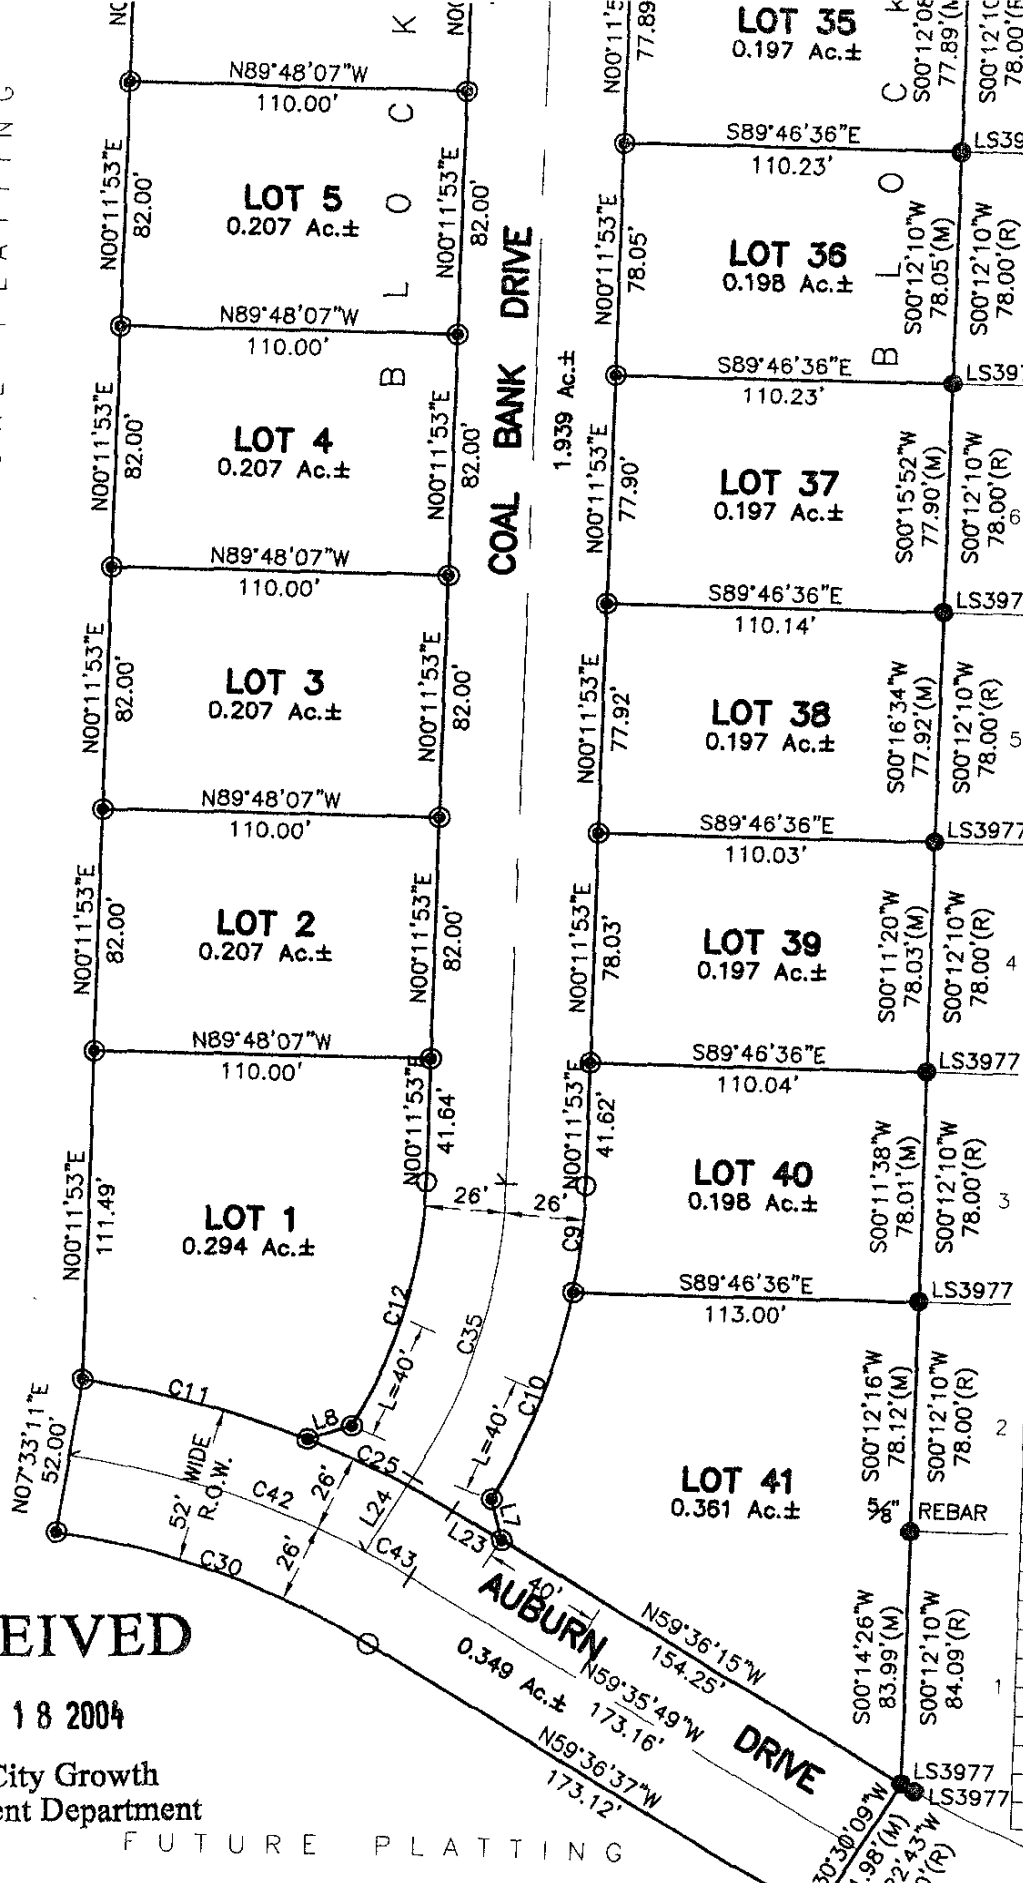 LOT 35
0.197 Ac.±
77.89'
N89°48'07"W
110.00'
S89°46'36"E
110.23'
N00°11'53"E
82.00'
LOT 5
0.207 Ac.±
N00°11'53"E
82.00'
COAL BANK DRIVE
1.939 Ac.±
B L O C K
N00°11'53"E
78.05'
LOT 36
0.198 Ac.±
B L O C K
S00°12'10"W
78.05'(M)
S00°12'10"W
78.00'(R)
N89°48'07"W
110.00'
S89°46'36"E
110.23'
N00°11'53"E
82.00'
LOT 4
0.207 Ac.±
N00°11'53"E
82.00'
N00°11'53"E
77.90'
LOT 37
0.197 Ac.±
S00°15'52"W
77.90'(M)
S00°12'10"W
78.00'(R)
6
N89°48'07"W
110.00'
S89°46'36"E
110.14'
LS397
N00°11'53"E
82.00'
LOT 3
0.207 Ac.±
N00°11'53"E
82.00'
N00°11'53"E
77.92'
LOT 38
0.197 Ac.±
S00°16'34"W
77.92'(M)
S00°12'10"W
78.00'(R)
5
N89°48'07"W
110.00'
S89°46'36"E
110.03'
LS3977
N00°11'53"E
82.00'
LOT 2
0.207 Ac.±
N00°11'53"E
82.00'
N00°11'53"E
78.03'
LOT 39
0.197 Ac.±
S00°11'20"W
78.03'(M)
S00°12'10"W
78.00'(R)
4
N89°48'07"W
110.00'
S89°46'36"E
110.04'
LS3977
N00°11'53"E
111.49'
LOT 1
0.294 Ac.±
N00°11'53"E
41.64'
N00°11'53"E
41.62'
26'
26'
C9
LOT 40
0.198 Ac.±
S00°11'38"W
78.01'(M)
S00°12'10"W
78.00'(R)
3
S89°46'36"E
113.00'
LS3977
C12
C35
L=40'
C10
L=40'
C11
L8
C25
L7
LOT 41
0.361 Ac.±
S00°12'16"W
78.12'(M)
S00°12'10"W
78.00'(R)
2
5/8" REBAR
N07°33'11"E
52.00'
52' WIDE
R.O.W.
C42
26'
26'
L24
C43
L23
C30
40'
AUBURN DRIVE
0.349 Ac.±
N59°36'15"W
154.25'
N59°35'49"W
173.16'
N59°36'37"W
173.12'
S00°14'26"W
83.99'(M)
S00°12'10"W
84.09'(R)
1
LS3977
LS3977
30°30'09"W
.98'(M)
2'43"W
0'(R)
EIVED
18 2004
City Growth
ent Department
FUTURE PLATTING